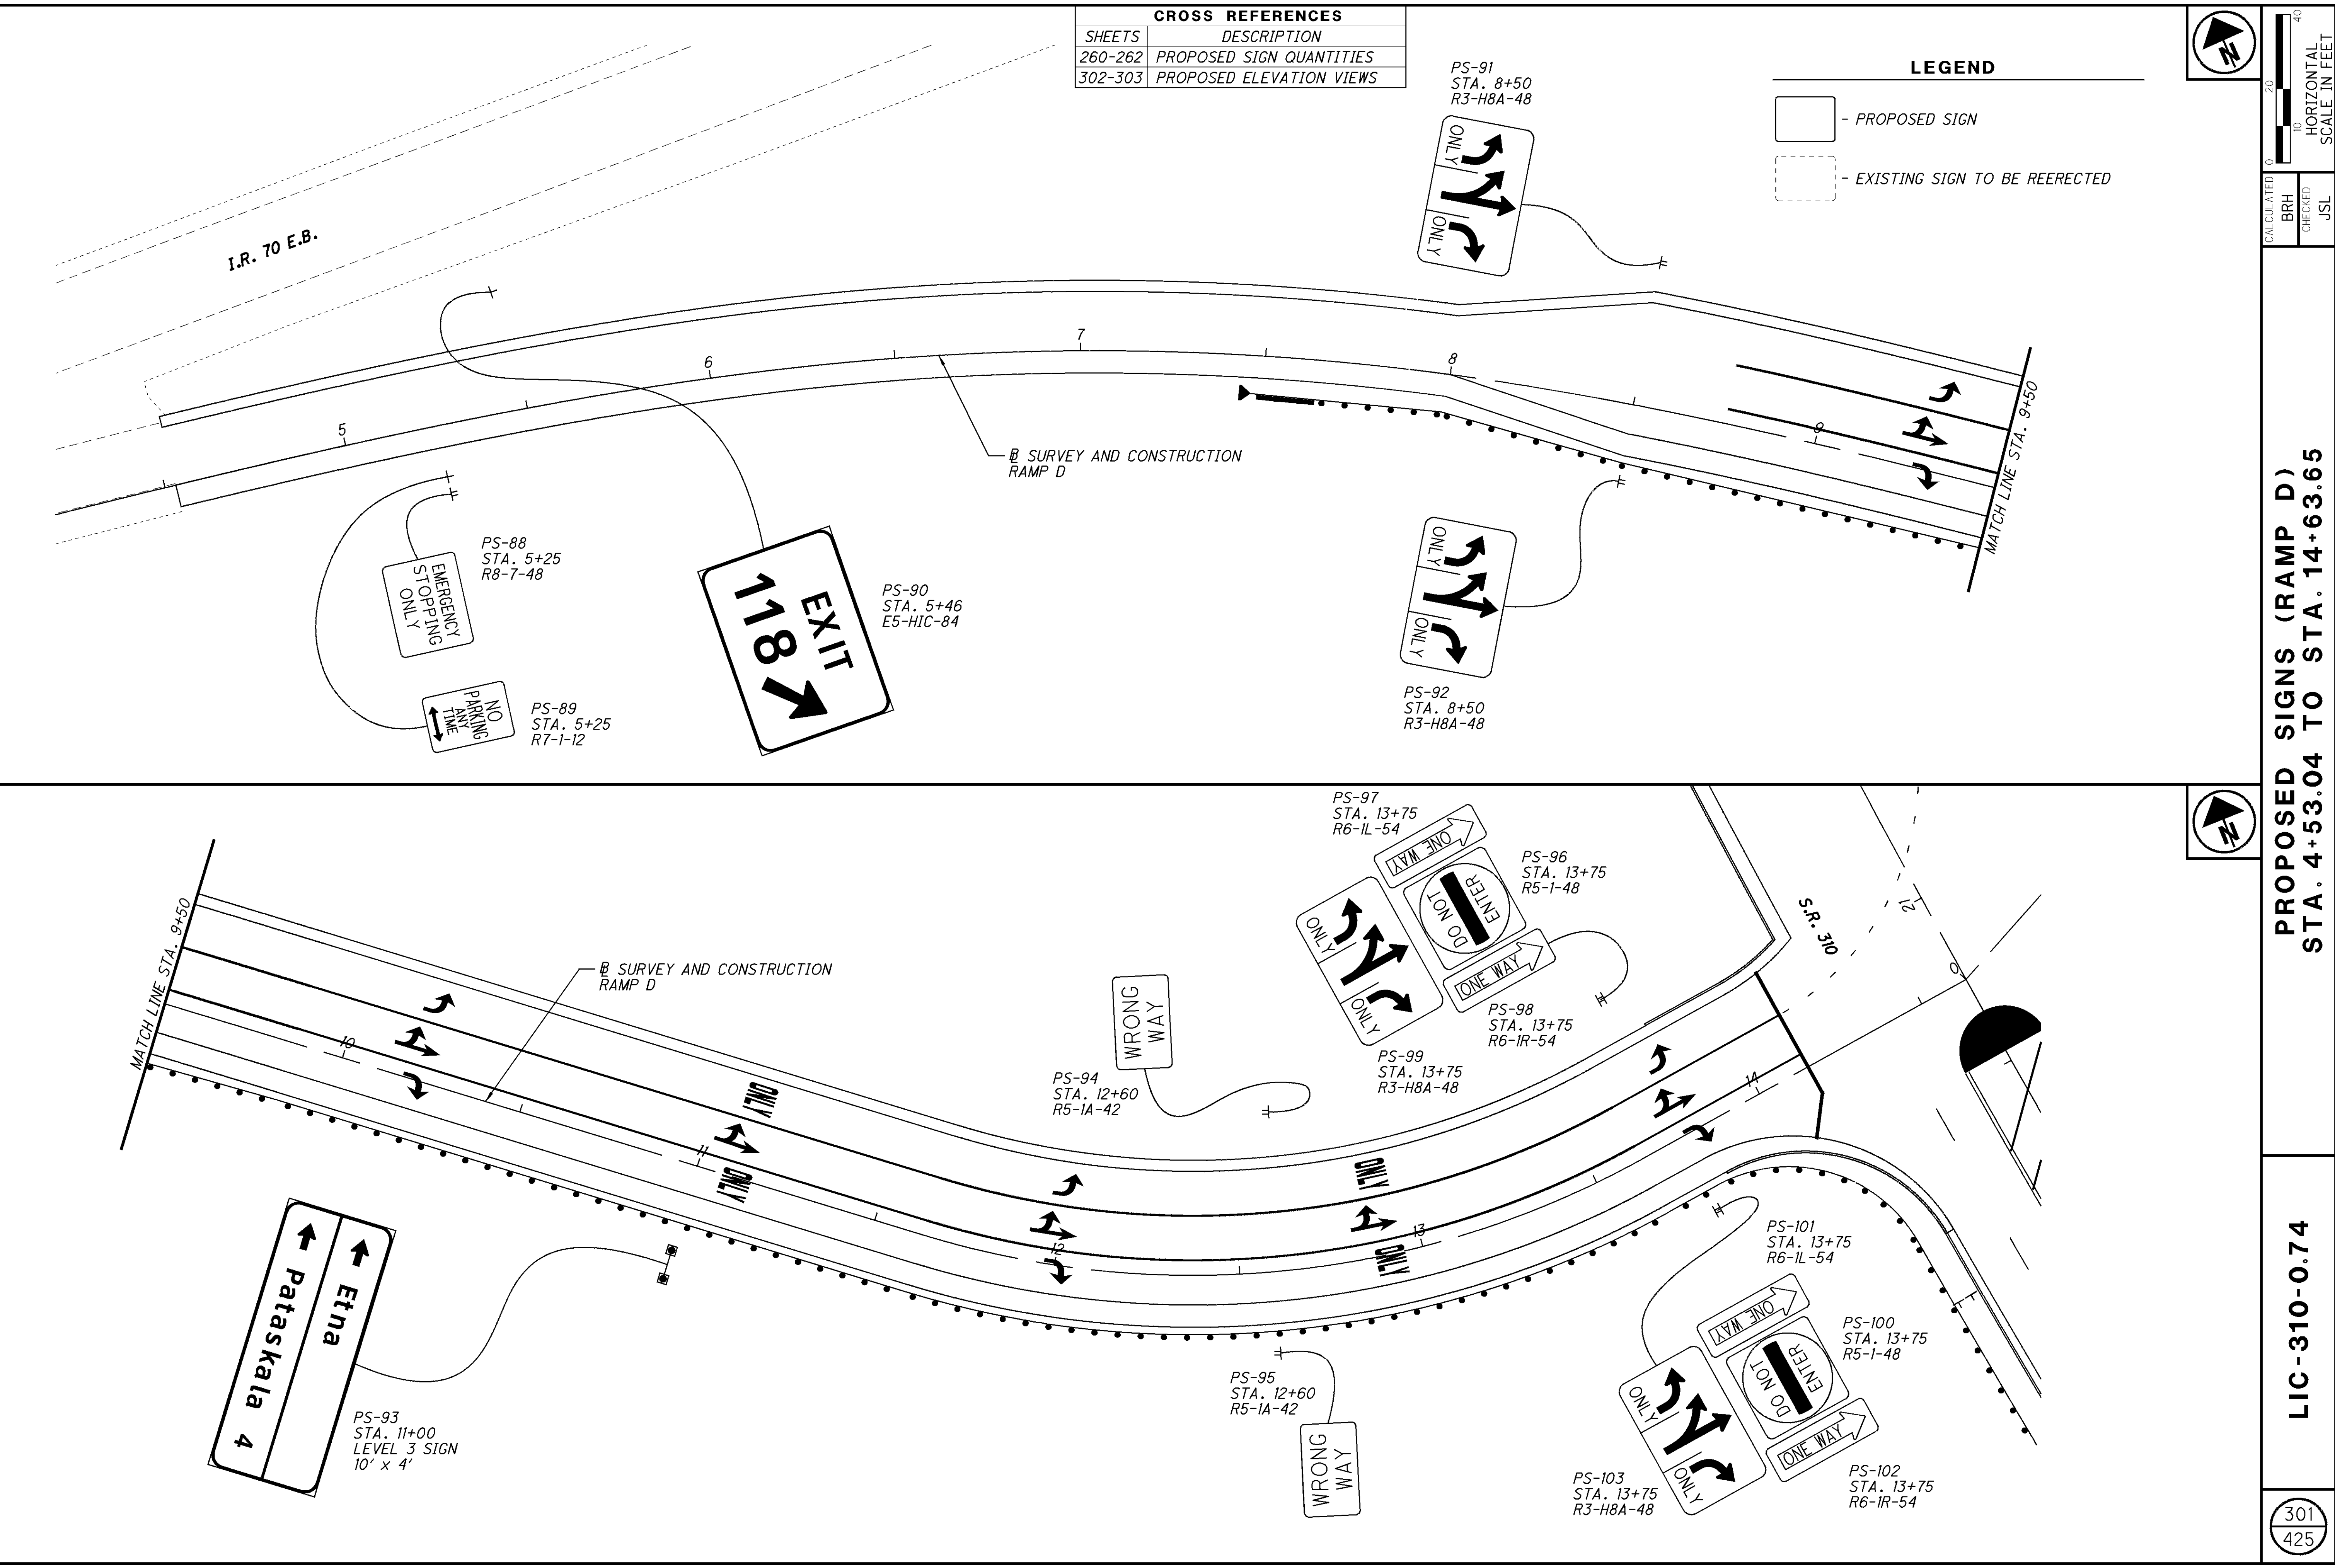 CROSS REFERENCES
SHEETS DESCRIPTION
260-262 PROPOSED SIGN QUANTITIES
302-303 PROPOSED ELEVATION VIEWS
LEGEND
- PROPOSED SIGN
- EXISTING SIGN TO BE REERECTED
N
I.R. 70 E.B.
PS-91
STA. 8+50
R3-H8A-48
ONLY
ONLY
5
6
7
8
9
℄ SURVEY AND CONSTRUCTION
RAMP D
MATCH LINE STA. 9+50
PS-88
STA. 5+25
R8-7-48
EMERGENCY
STOPPING
ONLY
PS-89
STA. 5+25
R7-1-12
NO
PARKING
ANY
TIME
EXIT
118
PS-90
STA. 5+46
E5-HIC-84
ONLY
ONLY
PS-92
STA. 8+50
R3-H8A-48
N
MATCH LINE STA. 9+50
10
11
12
13
14
℄ SURVEY AND CONSTRUCTION
RAMP D
ONLY
ONLY
ONLY
ONLY
Etna
Pataskala 4
PS-93
STA. 11+00
LEVEL 3 SIGN
10' x 4'
PS-94
STA. 12+60
R5-1A-42
WRONG
WAY
PS-95
STA. 12+60
R5-1A-42
WRONG
WAY
PS-97
STA. 13+75
R6-1L-54
ONE WAY
PS-96
STA. 13+75
R5-1-48
DO NOT
ENTER
ONE WAY
PS-98
STA. 13+75
R6-1R-54
ONLY
ONLY
PS-99
STA. 13+75
R3-H8A-48
S.R. 310
21
0
PS-101
STA. 13+75
R6-1L-54
ONE WAY
PS-100
STA. 13+75
R5-1-48
DO NOT
ENTER
ONE WAY
PS-102
STA. 13+75
R6-1R-54
ONLY
ONLY
PS-103
STA. 13+75
R3-H8A-48
0 10 20 40
HORIZONTAL
SCALE IN FEET
CALCULATED
BRH
CHECKED
JSL
PROPOSED SIGNS (RAMP D)
STA. 4+53.04 TO STA. 14+63.65
LIC-310-0.74
301
425